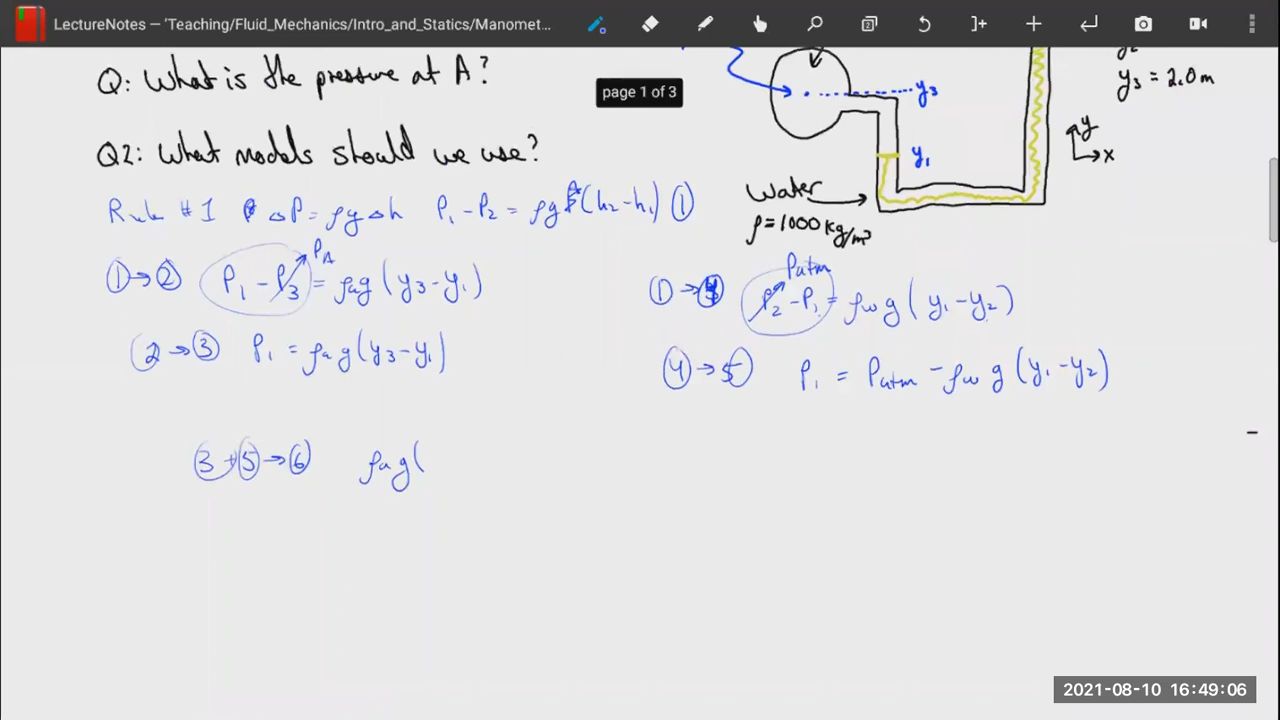 LectureNotes — 'Teaching/Fluid_Mechanics/Intro_and_Statics/Manomet...
page 1 of 3
Q: What is the pressure at A?
y3
y3 = 2.0m
y
x
Q2: What models should we use?
y1
Water
ρ=1000 kg/m³
Rule #1 ΔP = ρgΔh P1 - P2 = ρg(h2 - h1) ①
①→② P1 - P3 = ρag(y3 - y1)
PA
①→④ P2 - P1 = ρwg(y1 - y2)
Patm
②→③ P1 = ρag(y3 - y1)
④→⑤ P1 = Patm - ρwg(y1 - y2)
③+⑤→⑥ ρag(
2021-08-10 16:49:06